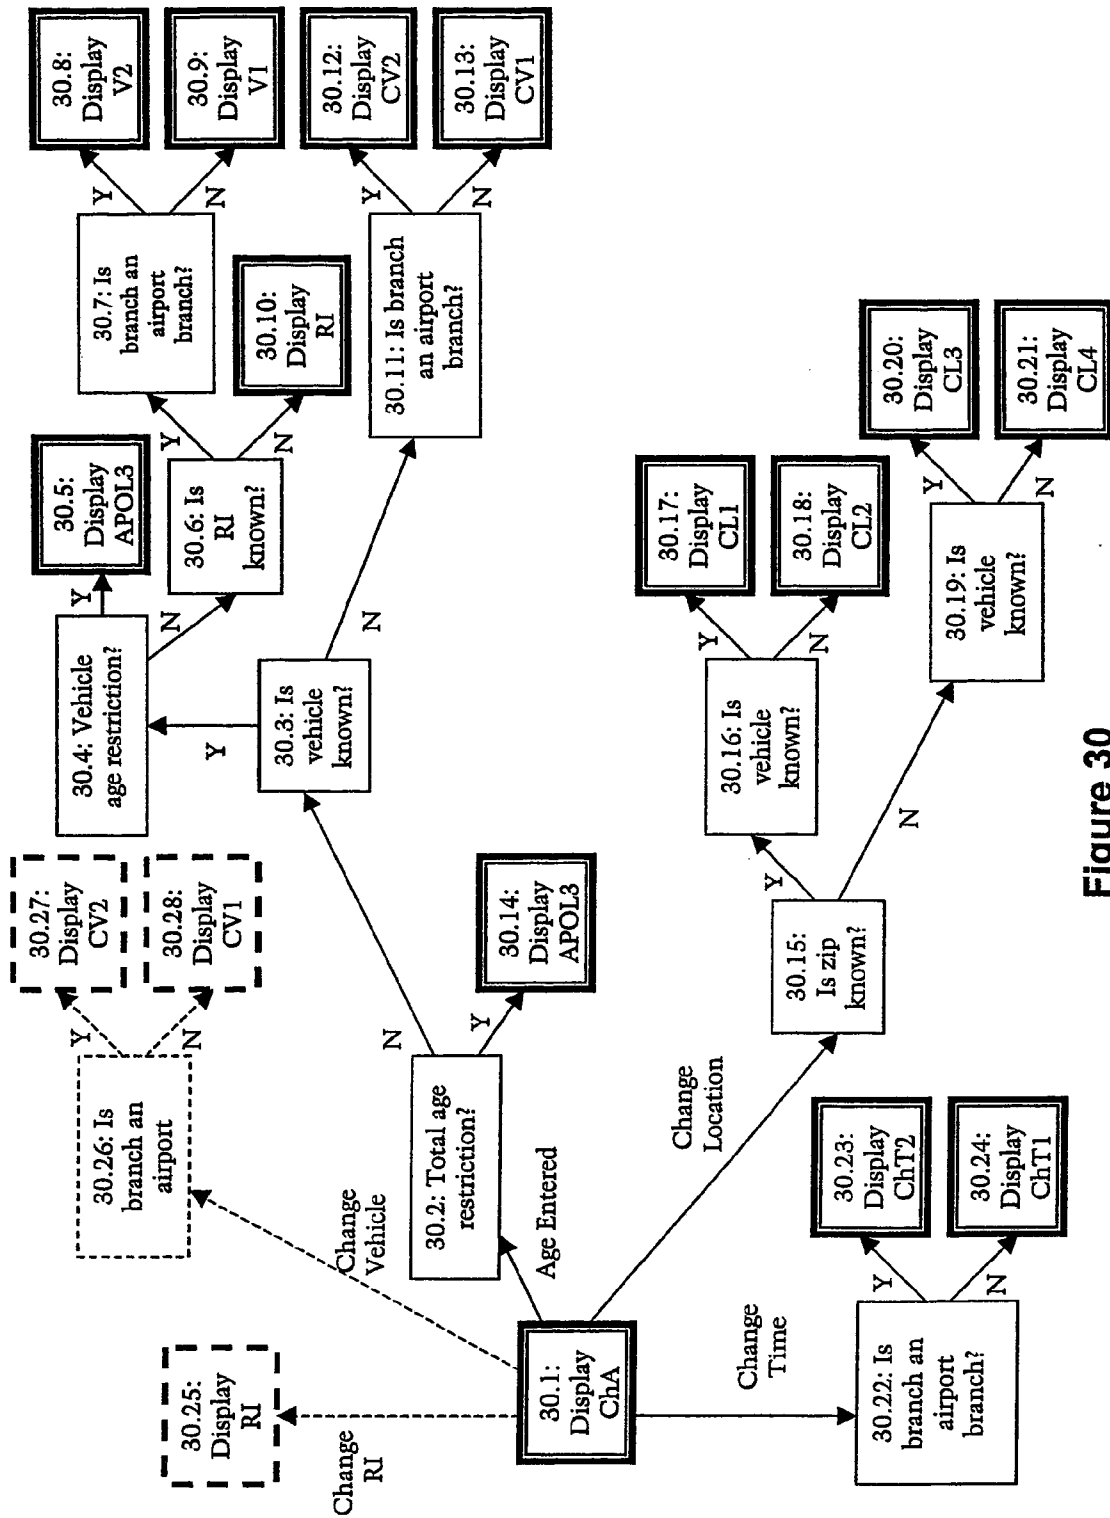 30.8:
Display
V2
30.9:
Display
V1
30.12:
Display
CV2
30.13:
Display
CV1
Y
N
Y
N
30.7: Is
branch an
airport
branch?
30.10:
Display
RI
30.11: Is branch
an airport
branch?
Y
N
30.5:
Display
APOL3
30.6: Is
RI
known?
Y
N
N
30.4: Vehicle
age restriction?
Y
30.3: Is
vehicle
known?
30.20:
Display
CL3
30.21:
Display
CL4
Y
N
30.17:
Display
CL1
30.18:
Display
CL2
30.19: Is
vehicle
known?
Y
N
30.16: Is
vehicle
known?
Y
N
30.15:
Is zip
known?
30.27:
Display
CV2
30.28:
Display
CV1
30.14:
Display
APOL3
Y
N
N
Y
30.26: Is
branch an
airport
30.2: Total age
restriction?
Change
Location
30.23:
Display
ChT2
30.24:
Display
ChT1
Change
Vehicle
Age Entered
Y
N
30.25:
Display
RI
30.1:
Display
ChA
Change
Time
30.22: Is
branch an
airport
branch?
Change
RI
Figure 30